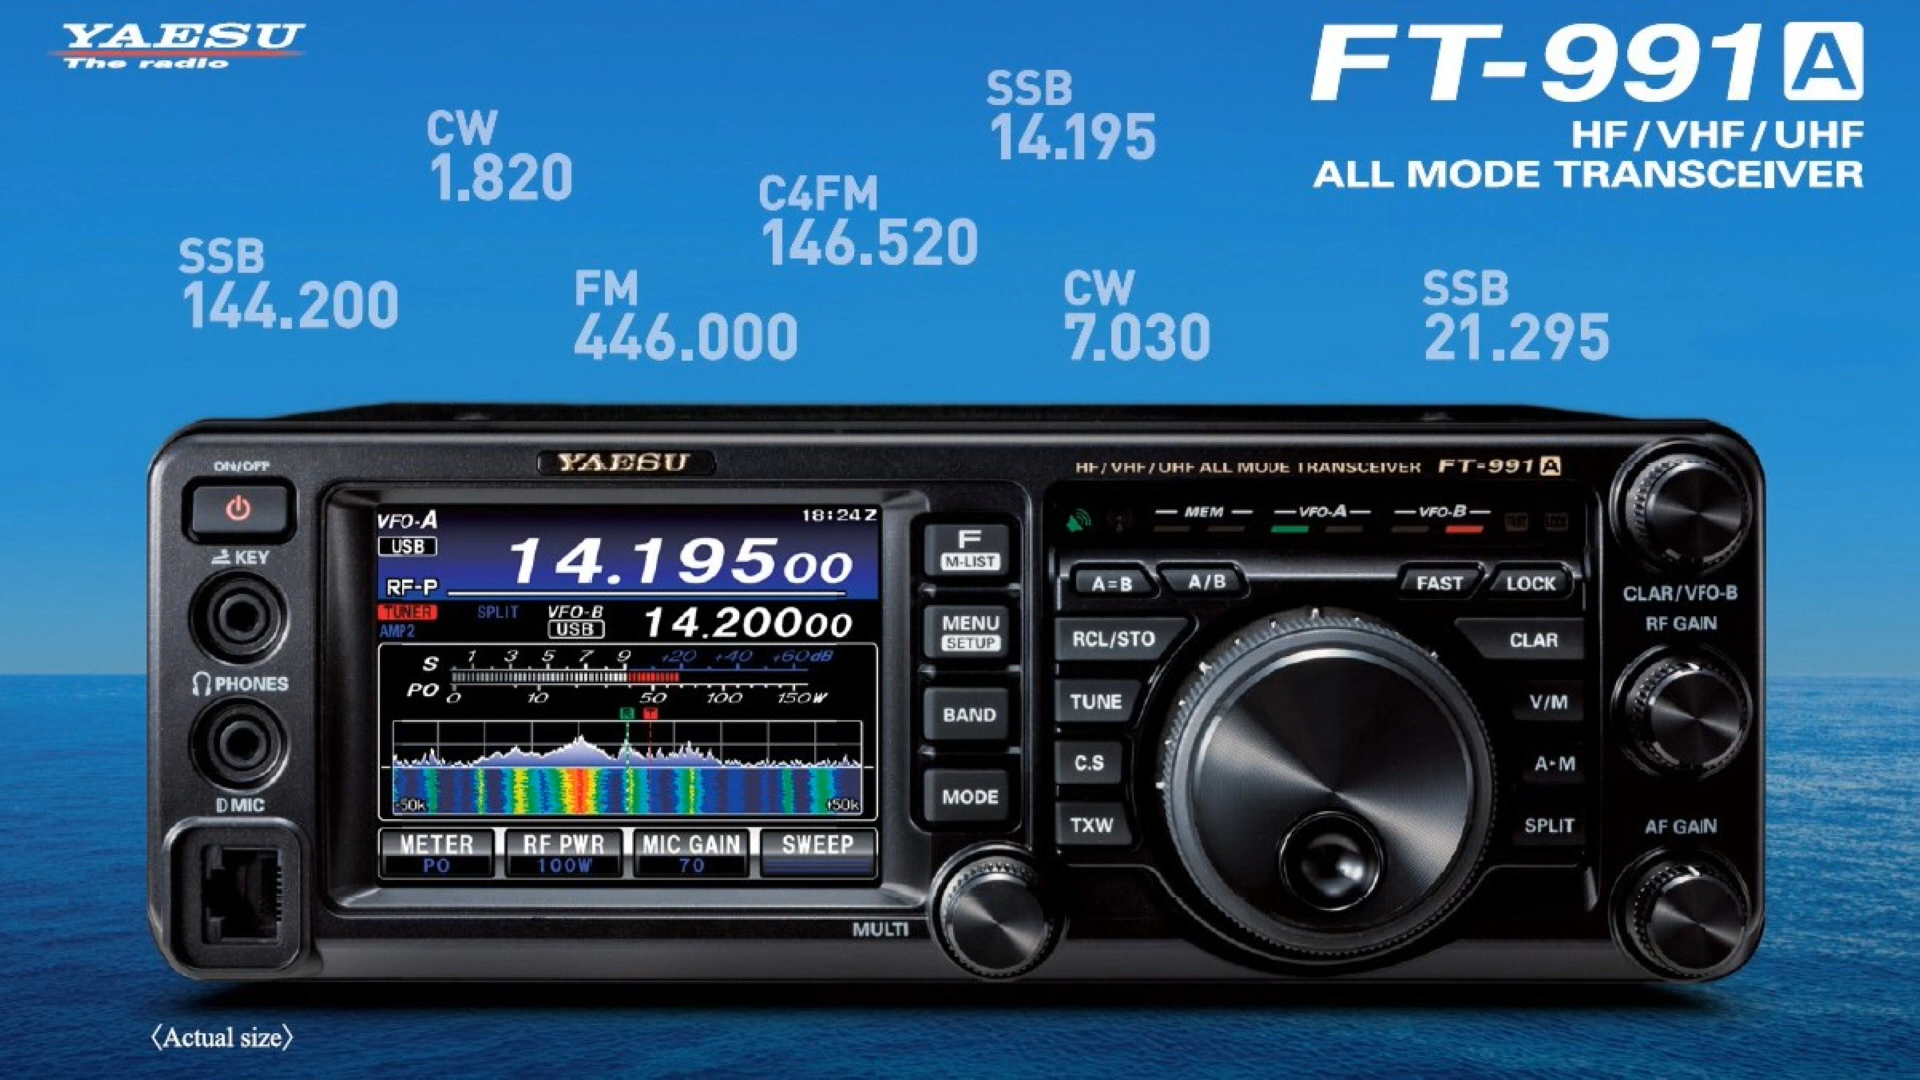 YAESU
The radio
FT-991A
HF/VHF/UHF
ALL MODE TRANSCEIVER
SSB
14.195
CW
1.820
C4FM
146.520
SSB
144.200
FM
446.000
CW
7.030
SSB
21.295
ON/OFF
KEY
PHONES
MIC
YAESU
VFO-A
18:24Z
USB
14.19500
RF-P
TUNER
SPLIT
VFO-B
14.20000
AMP2
USB
S 1 3 5 7 9 +20 +40 +60dB
PO 0 10 50 100 150W
R T
-50k +50k
METER RF PWR MIC GAIN SWEEP
PO 100W 70
MULTI
F
M-LIST
MENU
SETUP
BAND
MODE
HF/VHF/UHF ALL MODE TRANSCEIVER FT-991A
MEM VFO-A VFO-B
A=B A/B FAST LOCK
RCL/STO CLAR
TUNE V/M
C.S A▸M
TXW SPLIT
CLAR/VFO-B
RF GAIN
AF GAIN
〈Actual size〉